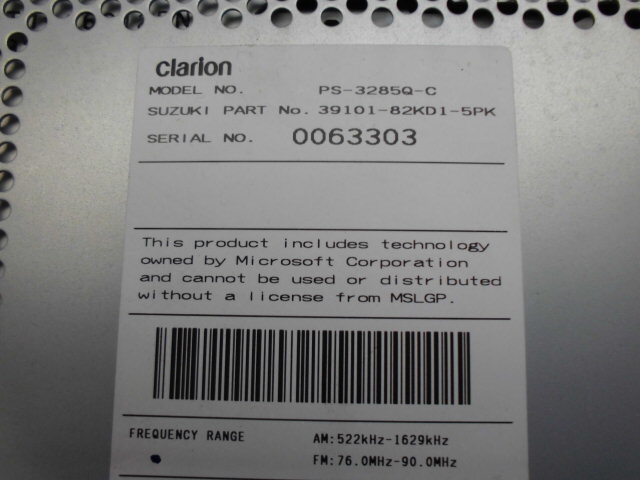 clarion
MODEL NO. PS-3285Q-C
SUZUKI PART No. 39101-82KD1-5PK
SERIAL NO. 0063303
This product includes technology
owned by Microsoft Corporation
and cannot be used or distributed
without a license from MSLGP.
FREQUENCY RANGE AM:522kHz-1629kHz
FM:76.0MHz-90.0MHz